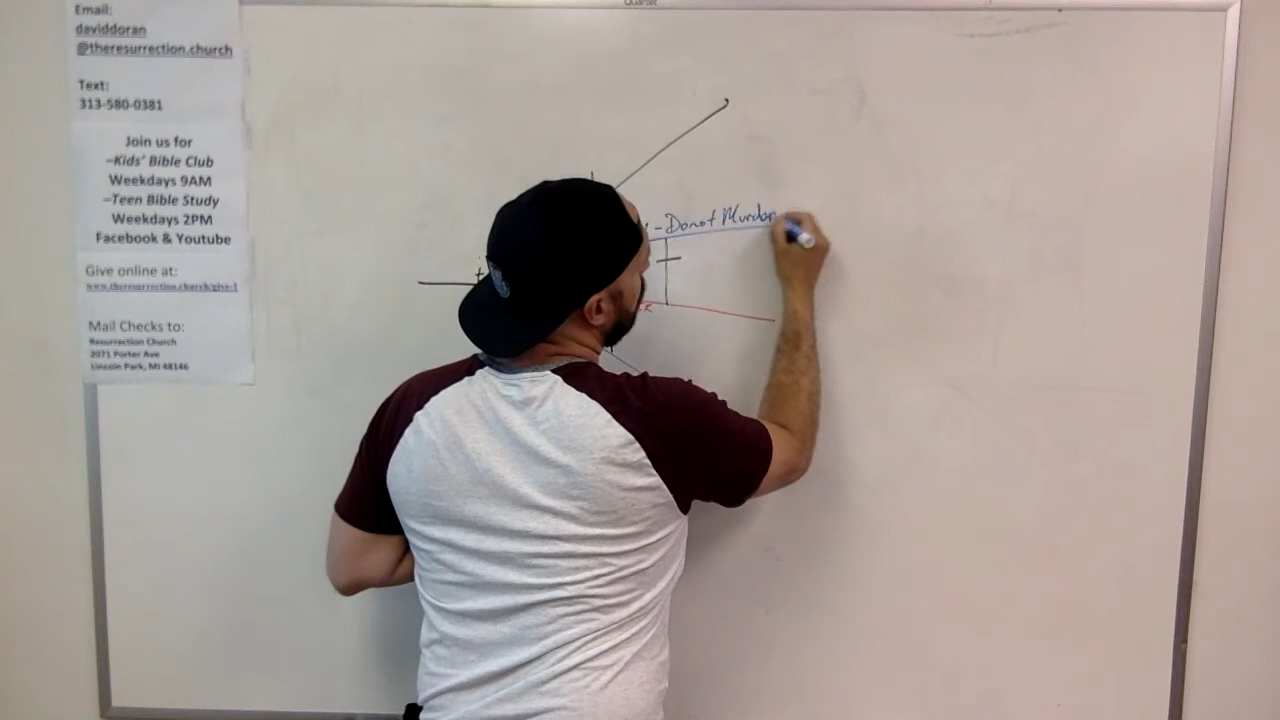 Quartet
Email:
daviddoran
@theresurrection.church
Text:
313-580-0381
Join us for
–Kids' Bible Club
Weekdays 9AM
–Teen Bible Study
Weekdays 2PM
Facebook & Youtube
Give online at:
www.theresurrection.church/give-1
Mail Checks to:
Resurrection Church
2071 Porter Ave
Lincoln Park, MI 48146
- Do not Murder